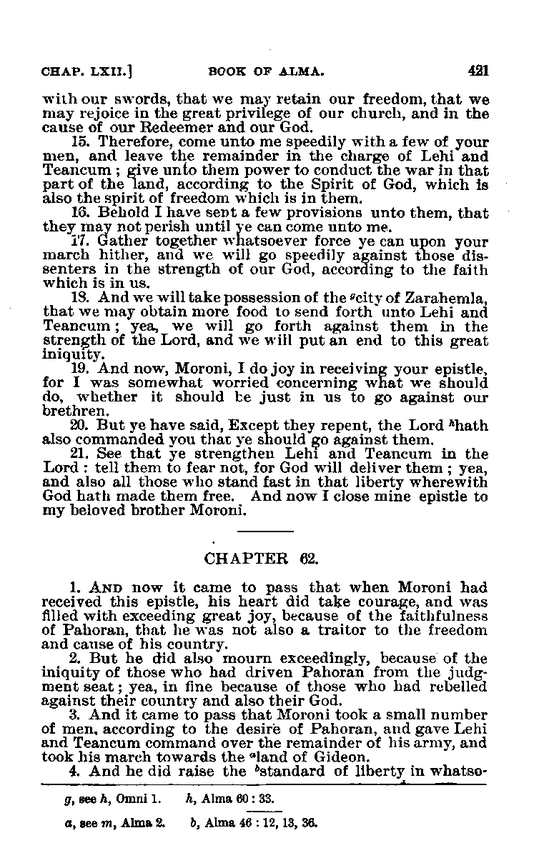 CHAP. LXII.] BOOK OF ALMA. 421
with our swords, that we may retain our freedom, that we
may rejoice in the great privilege of our church, and in the
cause of our Redeemer and our God.
15. Therefore, come unto me speedily with a few of your
men, and leave the remainder in the charge of Lehi and
Teancum ; give unto them power to conduct the war in that
part of the land, according to the Spirit of God, which is
also the spirit of freedom which is in them.
16. Behold I have sent a few provisions unto them, that
they may not perish until ye can come unto me.
17. Gather together whatsoever force ye can upon your
march hither, and we will go speedily against those dis-
senters in the strength of our God, according to the faith
which is in us.
18. And we will take possession of the gcity of Zarahemla,
that we may obtain more food to send forth unto Lehi and
Teancum ; yea, we will go forth against them in the
strength of the Lord, and we will put an end to this great
iniquity.
19. And now, Moroni, I do joy in receiving your epistle,
for I was somewhat worried concerning what we should
do, whether it should be just in us to go against our
brethren.
20. But ye have said, Except they repent, the Lord hhath
also commanded you that ye should go against them.
21. See that ye strengthen Lehi and Teancum in the
Lord : tell them to fear not, for God will deliver them ; yea,
and also all those who stand fast in that liberty wherewith
God hath made them free. And now I close mine epistle to
my beloved brother Moroni.
CHAPTER 62.
1. AND now it came to pass that when Moroni had
received this epistle, his heart did take courage, and was
filled with exceeding great joy, because of the faithfulness
of Pahoran, that he was not also a traitor to the freedom
and cause of his country.
2. But he did also mourn exceedingly, because of the
iniquity of those who had driven Pahoran from the judg-
ment seat ; yea, in fine because of those who had rebelled
against their country and also their God.
3. And it came to pass that Moroni took a small number
of men, according to the desire of Pahoran, and gave Lehi
and Teancum command over the remainder of his army, and
took his march towards the aland of Gideon.
4. And he did raise the bstandard of liberty in whatso-
g, see h, Omni 1. h, Alma 60 : 33.
a, see m, Alma 2. b, Alma 46 : 12, 13, 36.